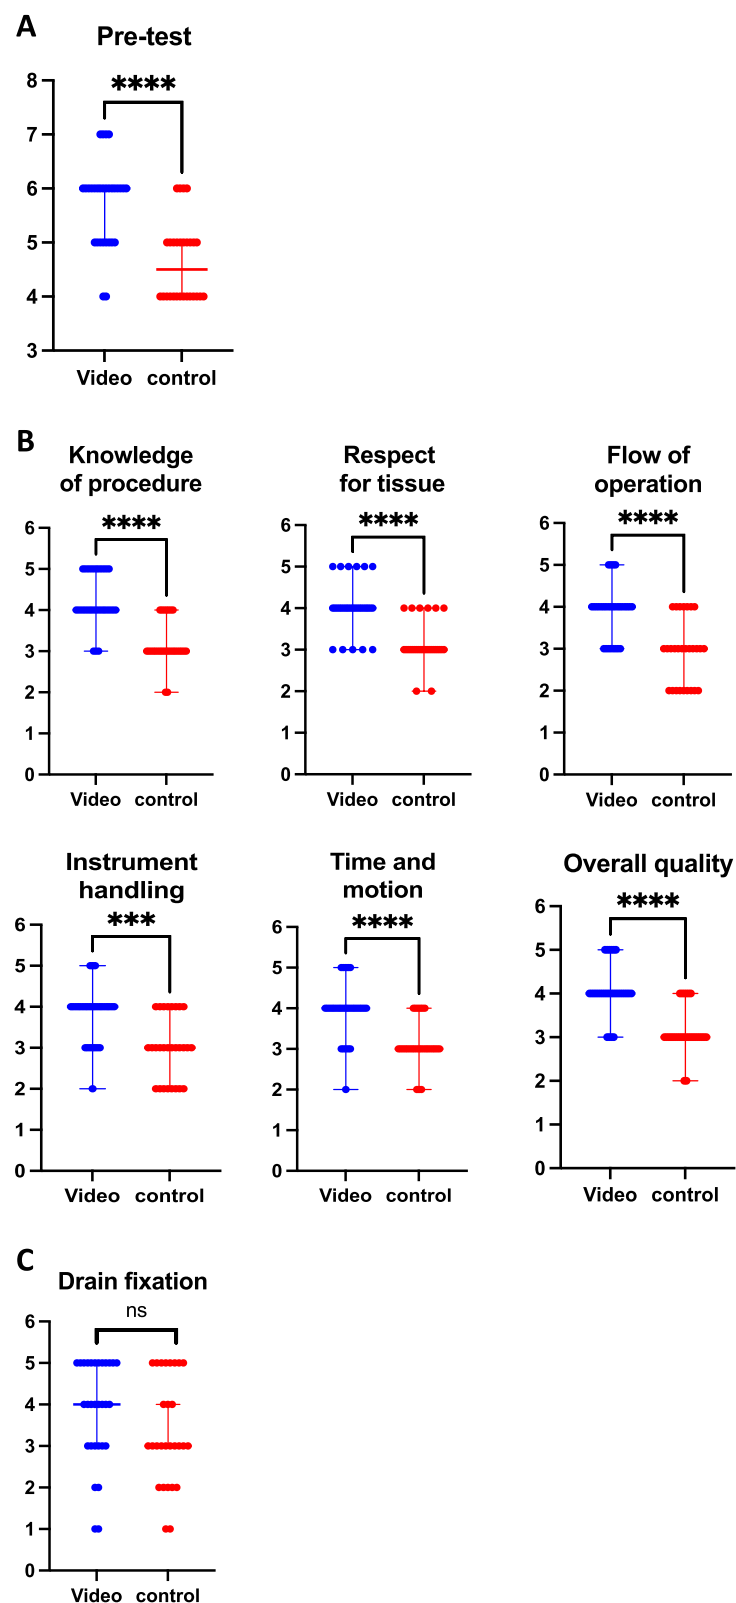 A
Pre-test
****
8
7
6
5
4
3
Video control
B
Knowledge
of procedure
****
6
5
4
3
2
1
0
Video control
Respect
for tissue
****
6
5
4
3
2
1
0
Video control
Flow of
operation
****
6
5
4
3
2
1
0
Video control
Instrument
handling
***
6
5
4
3
2
1
0
Video control
Time and
motion
****
6
5
4
3
2
1
0
Video control
Overall quality
****
6
5
4
3
2
1
0
Video control
C
Drain fixation
ns
6
5
4
3
2
1
0
Video control